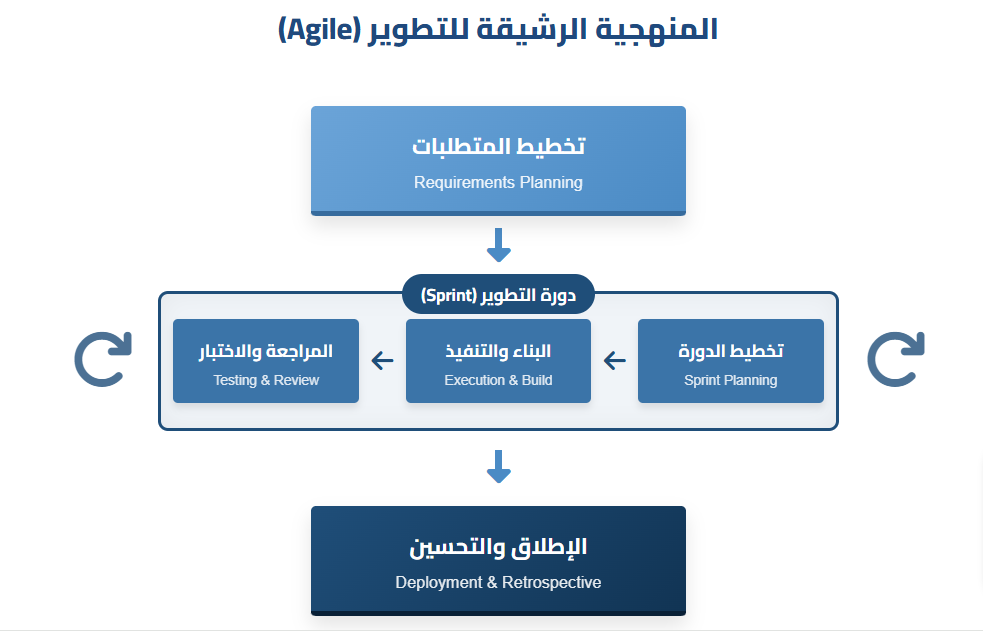 المنهجية الرشيقة للتطوير (Agile)
تخطيط المتطلبات
Requirements Planning
دورة التطوير (Sprint)
تخطيط الدورة
Sprint Planning
البناء والتنفيذ
Execution & Build
المراجعة والاختبار
Testing & Review
الإطلاق والتحسين
Deployment & Retrospective